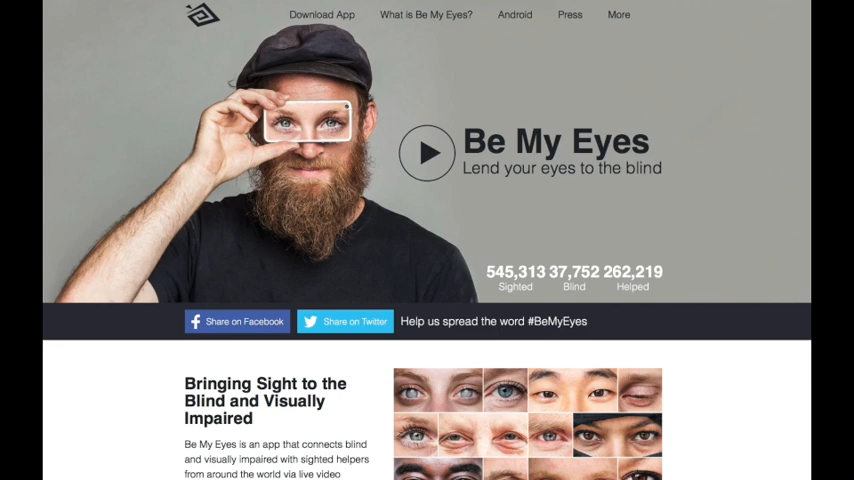 Download App What is Be My Eyes? Android Press More
Be My Eyes
Lend your eyes to the blind
545,313 37,752 262,219
Sighted Blind Helped
Share on Facebook Share on Twitter Help us spread the word #BeMyEyes
Bringing Sight to the
Blind and Visually
Impaired
Be My Eyes is an app that connects blind
and visually impaired with sighted helpers
from around the world via live video